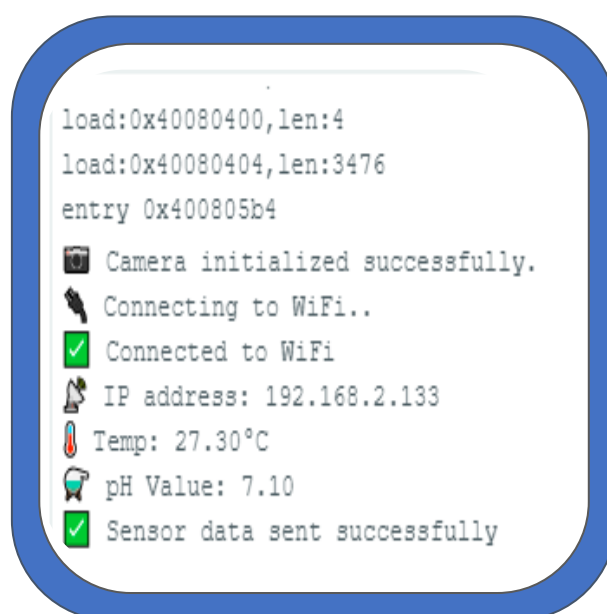 load:0x40080400,len:4
load:0x40080404,len:3476
entry 0x400805b4
📷 Camera initialized successfully.
🔌 Connecting to WiFi..
✅ Connected to WiFi
📡 IP address: 192.168.2.133
🌡 Temp: 27.30°C
pH Value: 7.10
✅ Sensor data sent successfully